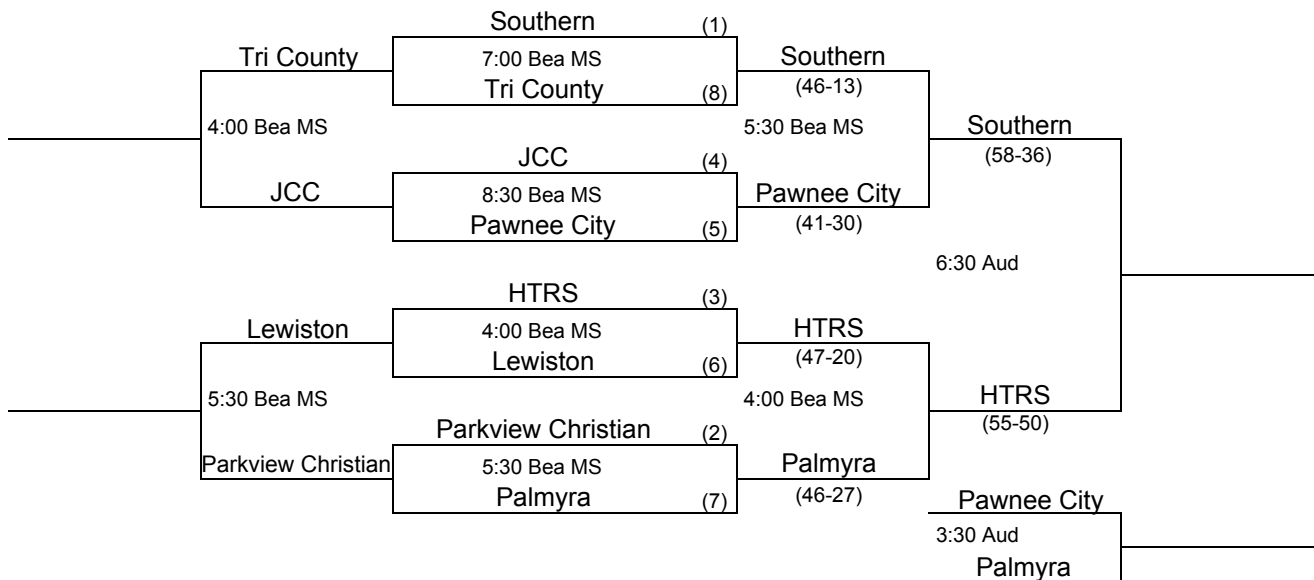 Southern (1)
Tri County
7:00 Bea MS
Southern
Tri County (8)
(46-13)
4:00 Bea MS
5:30 Bea MS
Southern
JCC (4)
(58-36)
JCC
8:30 Bea MS
Pawnee City
Pawnee City (5)
(41-30)
6:30 Aud
HTRS (3)
Lewiston
4:00 Bea MS
HTRS
Lewiston (6)
(47-20)
5:30 Bea MS
4:00 Bea MS
HTRS
(55-50)
Parkview Christian (2)
Parkview Christian
5:30 Bea MS
Palmyra
Palmyra (7)
(46-27)
Pawnee City
3:30 Aud
Palmyra